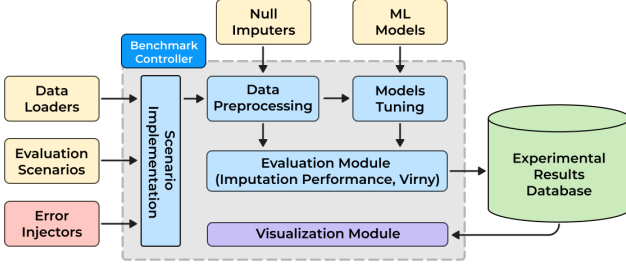 Null
Imputers
ML
Models
Benchmark
Controller
Data
Loaders
Evaluation
Scenarios
Error
Injectors
Scenario
Implementation
Data
Preprocessing
Models
Tuning
Evaluation Module
(Imputation Performance, Virny)
Visualization Module
Experimental
Results
Database